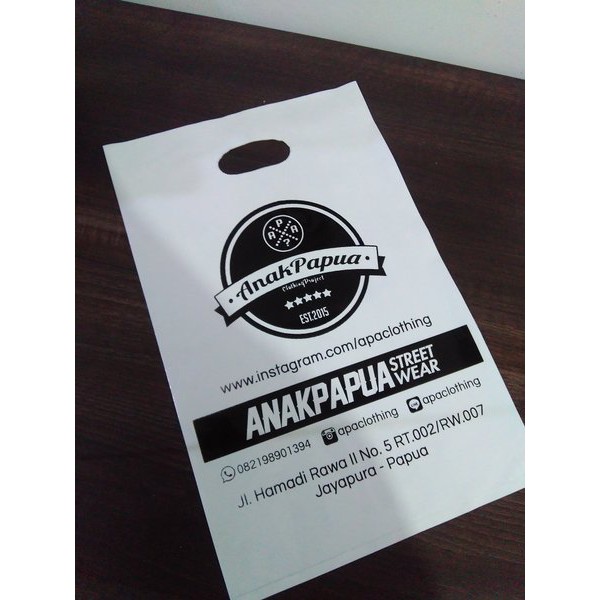 A P A ?
AnakPapua
ClothingProject
EST.2015
www.instagram.com/apaclothing
ANAKPAPUA STREET WEAR
082198901394 apaclothing LINE apaclothing
Jl. Hamadi Rawa II No. 5 RT.002/RW.007
Jayapura - Papua